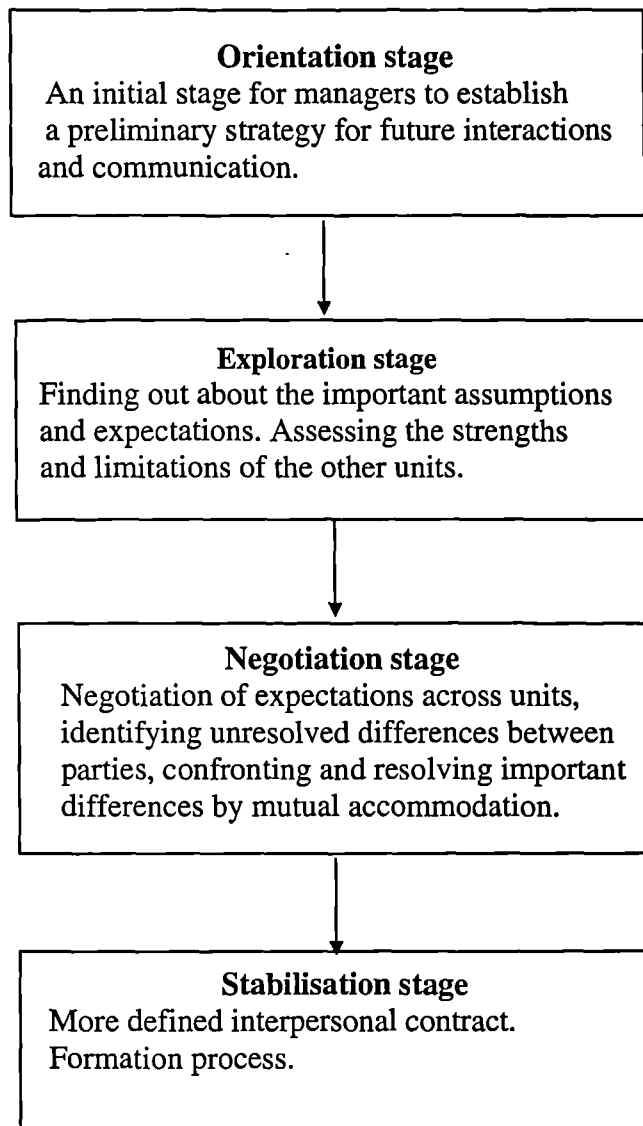 Orientation stage
An initial stage for managers to establish
a preliminary strategy for future interactions
and communication.
Exploration stage
Finding out about the important assumptions
and expectations. Assessing the strengths
and limitations of the other units.
Negotiation stage
Negotiation of expectations across units,
identifying unresolved differences between
parties, confronting and resolving important
differences by mutual accommodation.
Stabilisation stage
More defined interpersonal contract.
Formation process.